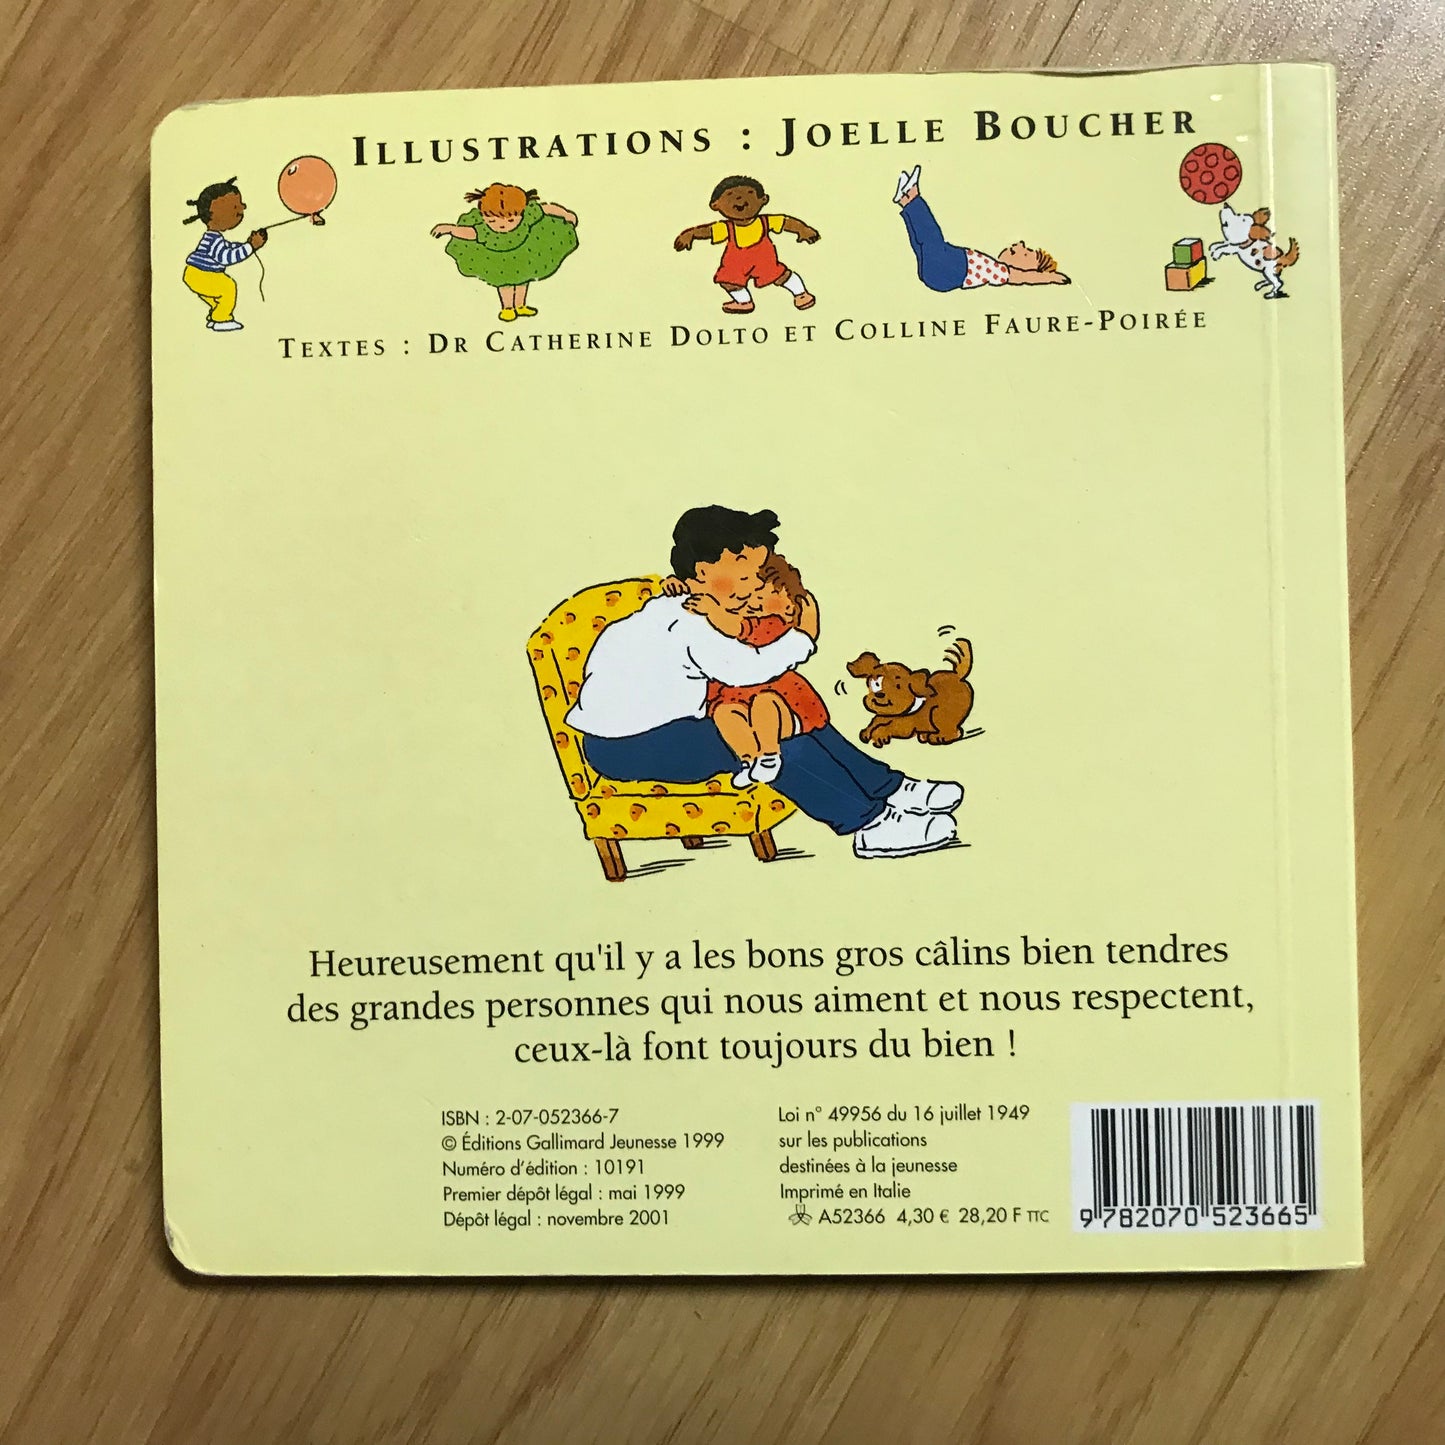 ILLUSTRATIONS : JOELLE BOUCHER
TEXTES : DR CATHERINE DOLTO ET COLLINE FAURE-POIRÉE
Heureusement qu'il y a les bons gros câlins bien tendres
des grandes personnes qui nous aiment et nous respectent,
ceux-là font toujours du bien !
ISBN : 2-07-052366-7
© Éditions Gallimard Jeunesse 1999
Numéro d'édition : 10191
Premier dépôt légal : mai 1999
Dépôt légal : novembre 2001
Loi n° 49956 du 16 juillet 1949
sur les publications
destinées à la jeunesse
Imprimé en Italie
A52366 4,30 € 28,20 F TTC
9 782070 523665